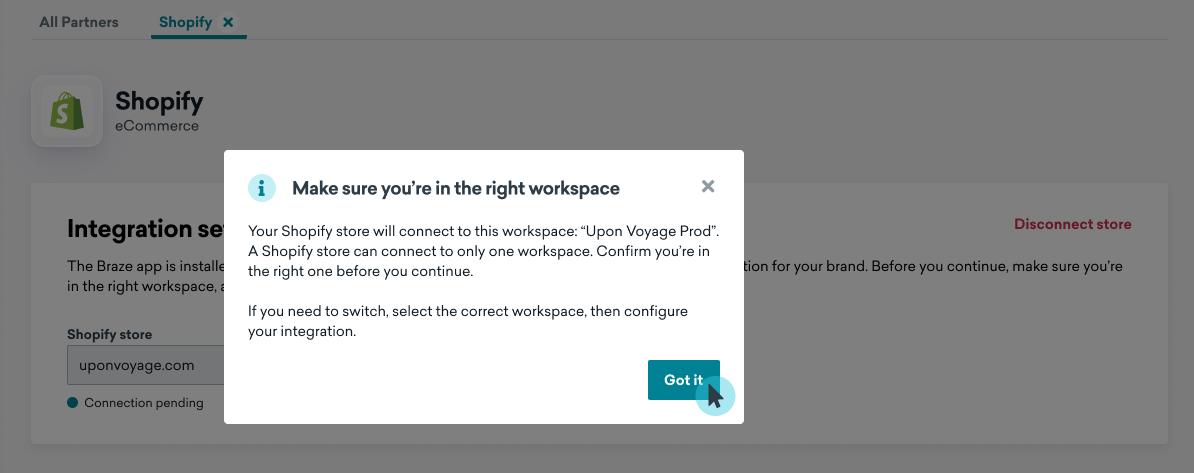 All Partners
Shopify
Shopify
eCommerce
Make sure you’re in the right workspace
Your Shopify store will connect to this workspace: “Upon Voyage Prod”.
A Shopify store can connect to only one workspace. Confirm you’re in
the right one before you continue.
If you need to switch, select the correct workspace, then configure
your integration.
Got it
Integration
Disconnect store
The Braze app is for your brand. Before you continue, make sure you’re
in the right workspace,
Shopify store
uponvoyage.com
Connection pending